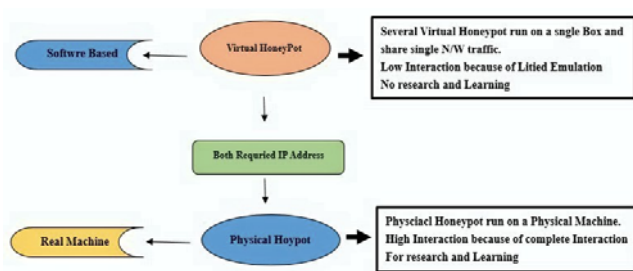 Softwre Based
Virtual HoneyPot
Several Virtual Honeypot run on a sngle Box and
share single N/W traffic.
Low Interaction because of Litied Emulation
No research and Learning
Both Requried IP Address
Real Machine
Physical Hoypot
Physciacl Honeypot run on a Physical Machine.
High Interaction because of complete Interaction
For research and Learning